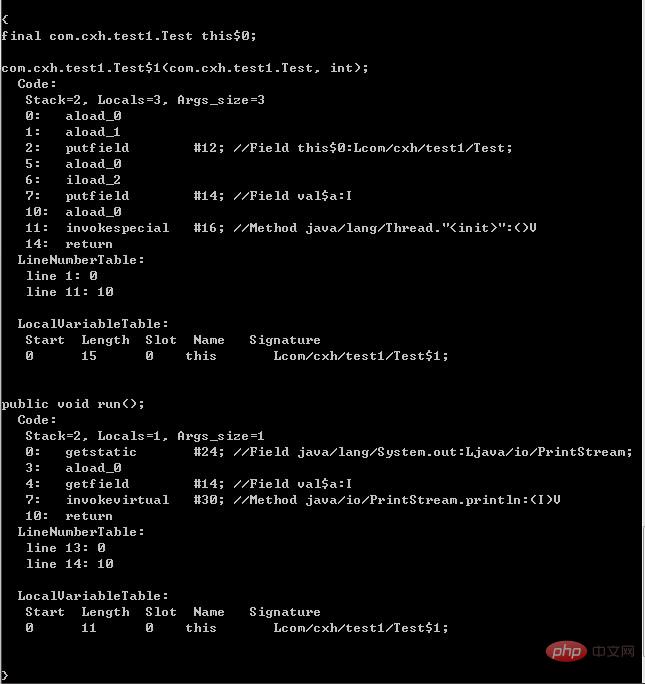 {
final com.cxh.test1.Test this$0;
com.cxh.test1.Test$1(com.cxh.test1.Test, int);
Code:
Stack=2, Locals=3, Args_size=3
0: aload_0
1: aload_1
2: putfield #12; //Field this$0:Lcom/cxh/test1/Test;
5: aload_0
6: iload_2
7: putfield #14; //Field val$a:I
10: aload_0
11: invokespecial #16; //Method java/lang/Thread."<init>":()V
14: return
LineNumberTable:
line 1: 0
line 11: 10
LocalVariableTable:
Start Length Slot Name Signature
0 15 0 this Lcom/cxh/test1/Test$1;
public void run();
Code:
Stack=2, Locals=1, Args_size=1
0: getstatic #24; //Field java/lang/System.out:Ljava/io/PrintStream;
3: aload_0
4: getfield #14; //Field val$a:I
7: invokevirtual #30; //Method java/io/PrintStream.println:(I)V
10: return
LineNumberTable:
line 13: 0
line 14: 10
LocalVariableTable:
Start Length Slot Name Signature
0 11 0 this Lcom/cxh/test1/Test$1;
php 中文网
}